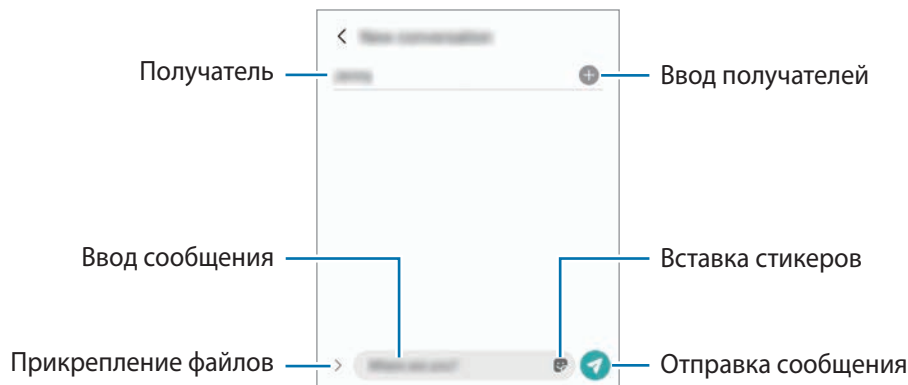 Получатель
Ввод получателей
Ввод сообщения
Вставка стикеров
Прикрепление файлов
Отправка сообщения